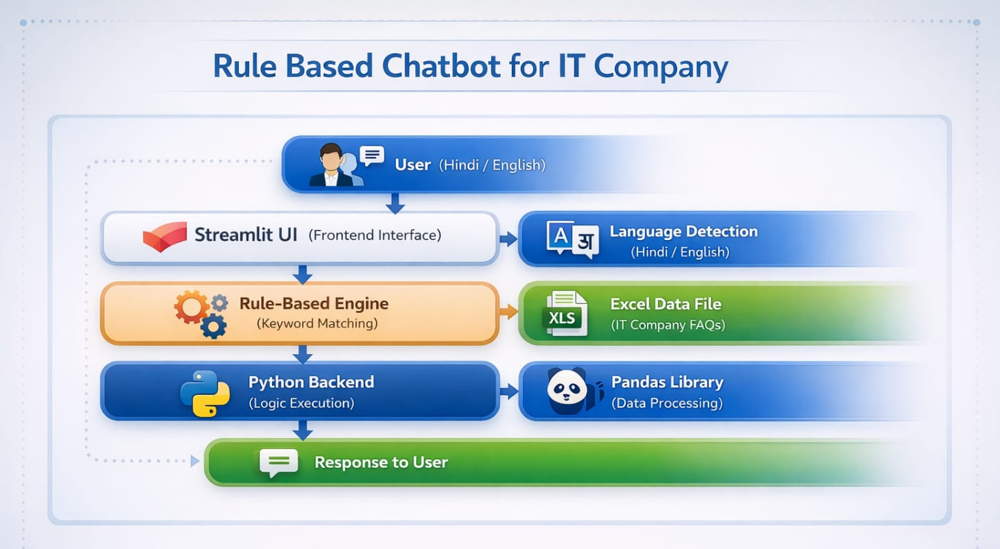 Rule Based Chatbot for IT Company
User (Hindi / English)
Streamlit UI (Frontend Interface)
A अ
Language Detection
(Hindi / English)
Rule-Based Engine
(Keyword Matching)
XLS
Excel Data File
(IT Company FAQs)
Python Backend
(Logic Execution)
Pandas Library
(Data Processing)
Response to User